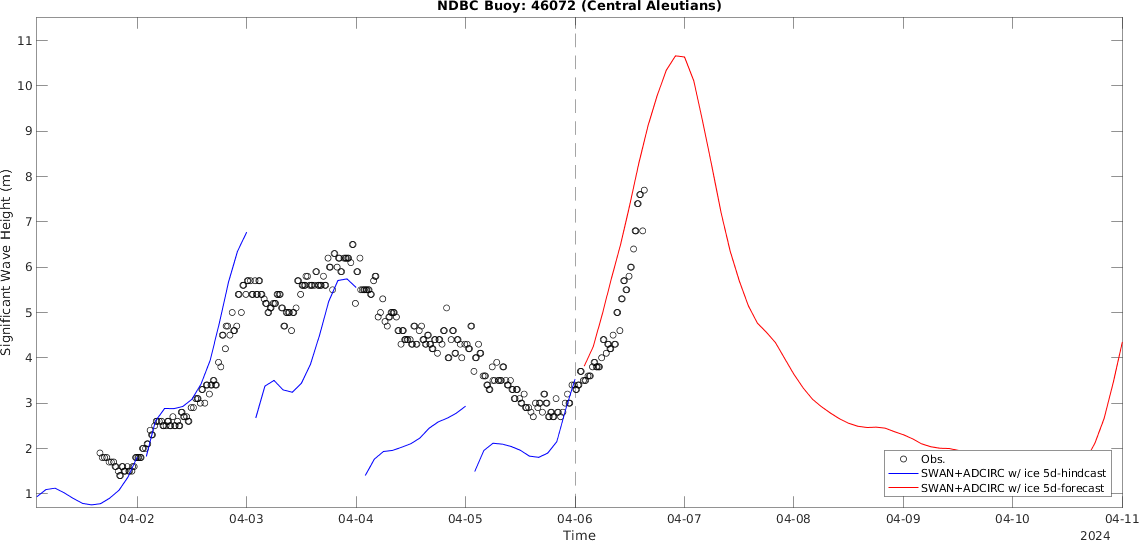 NDBC Buoy: 46072 (Central Aleutians)
Significant Wave Height (m)
11
10
9
8
7
6
5
4
3
2
1
Obs.
SWAN+ADCIRC w/ ice 5d-hindcast
SWAN+ADCIRC w/ ice 5d-forecast
04-02 04-03 04-04 04-05 04-06 04-07 04-08 04-09 04-10 04-11
Time
2024